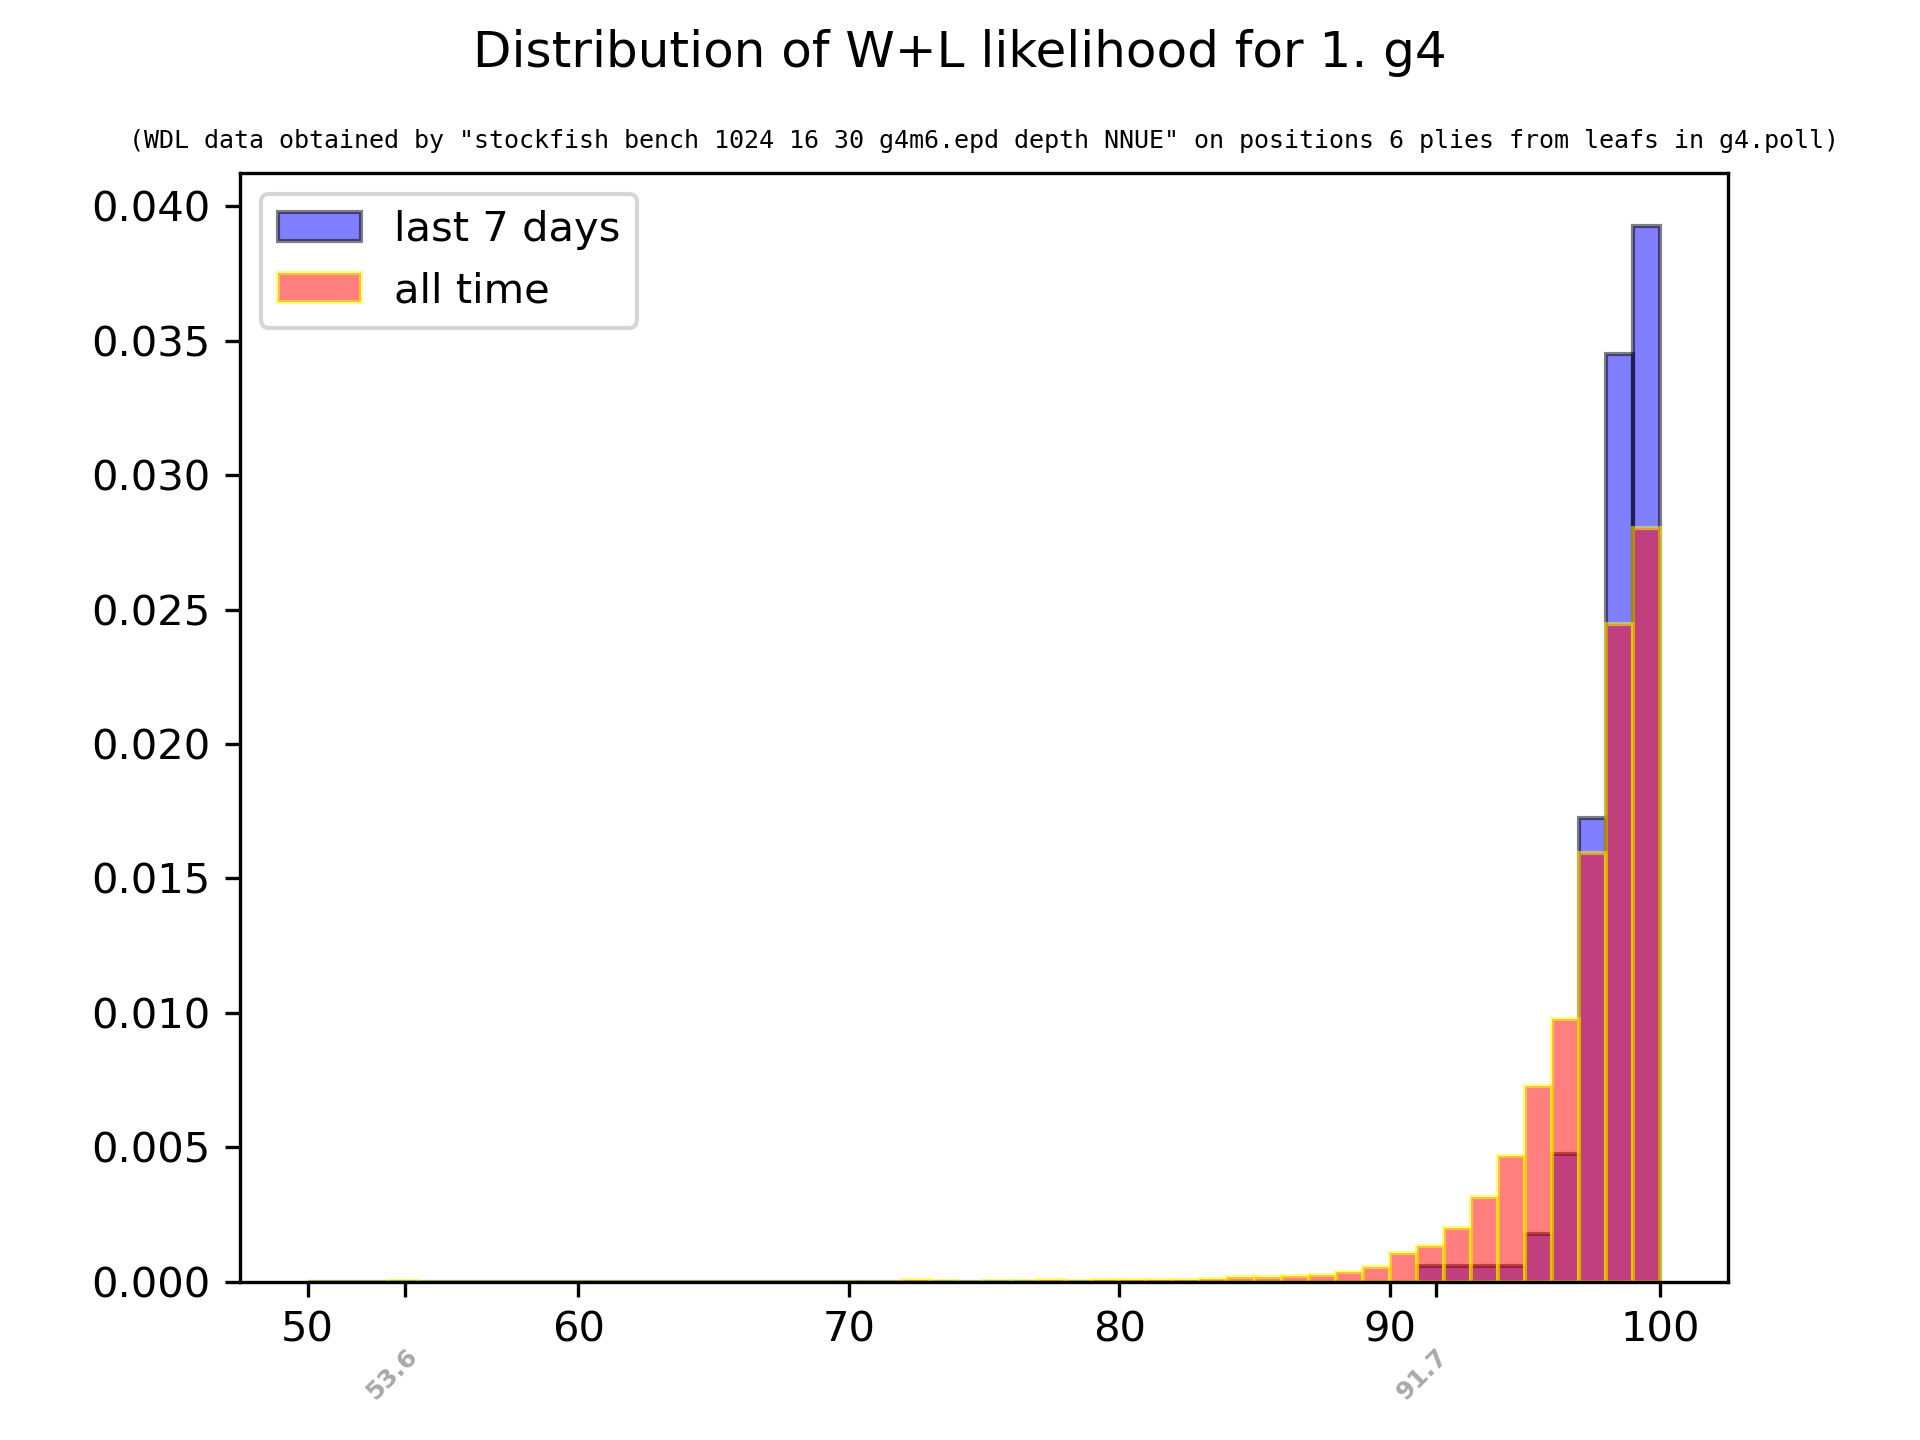 Distribution of W+L likelihood for 1. g4
(WDL data obtained by "stockfish bench 1024 16 30 g4m6.epd depth NNUE" on positions 6 plies from leafs in g4.poll)
last 7 days
all time
0.040
0.035
0.030
0.025
0.020
0.015
0.010
0.005
0.000
50 60 70 80 90 100
53.6 91.7